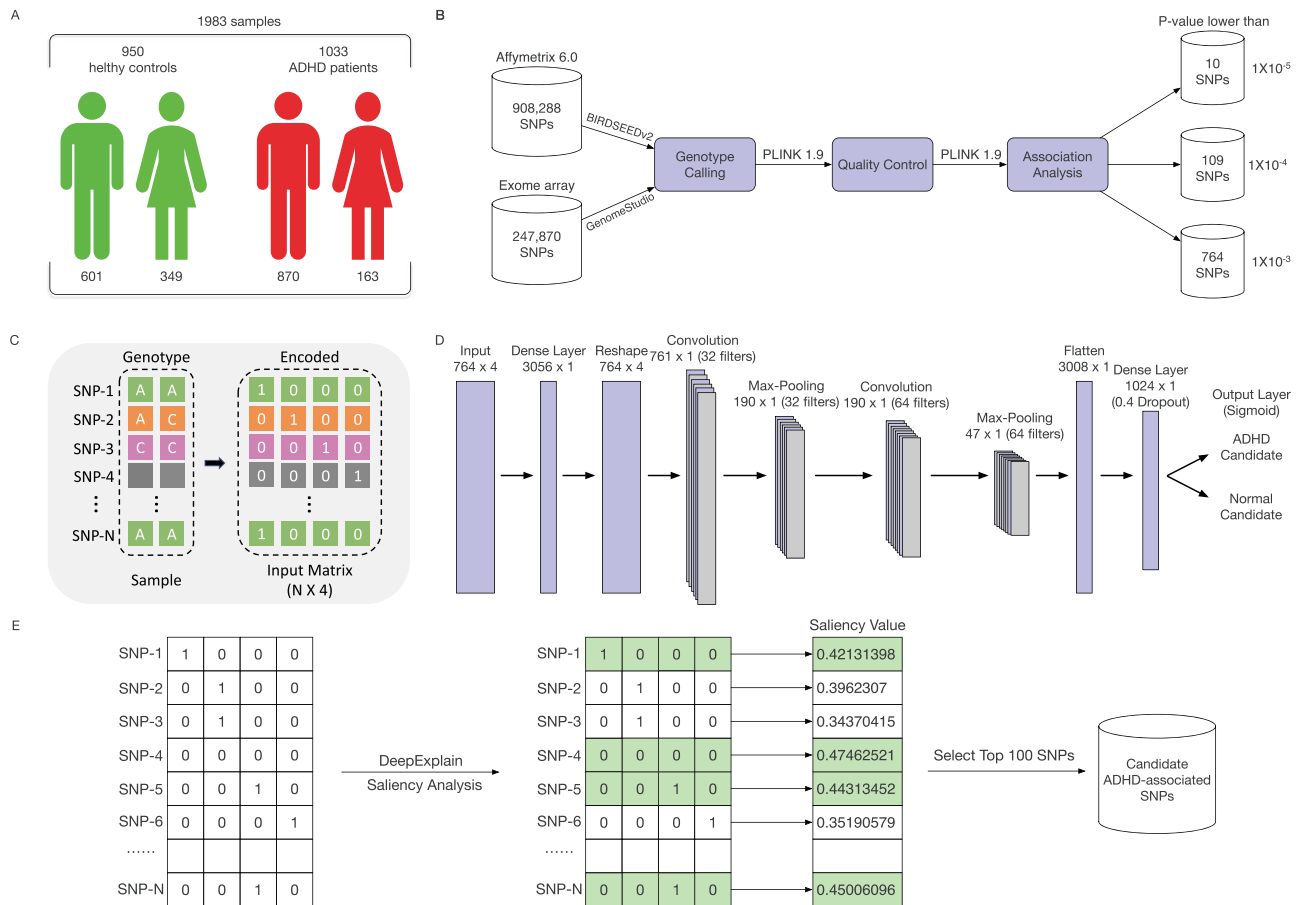 A
1983 samples
950
helthy controls
1033
ADHD patients
601
349
870
163
B
P-value lower than
Affymetrix 6.0
908,288
SNPs
BIRDSEEDv2
Exome array
247,870
SNPs
GenomeStudio
Genotype
Calling
PLINK 1.9
Quality Control
PLINK 1.9
Association
Analysis
10
SNPs
1X10-5
109
SNPs
1X10-4
764
SNPs
1X10-3
C
Genotype
Encoded
SNP-1 A A 1 0 0 0
SNP-2 A C 0 1 0 0
SNP-3 C C 0 0 1 0
SNP-4 0 0 0 1
SNP-N A A 1 0 0 0
Sample
Input Matrix
(N X 4)
D
Input
764 x 4
Dense Layer
3056 x 1
Reshape
764 x 4
Convolution
761 x 1 (32 filters)
Max-Pooling
190 x 1 (32 filters)
Convolution
190 x 1 (64 filters)
Max-Pooling
47 x 1 (64 filters)
Flatten
3008 x 1
Dense Layer
1024 x 1
(0.4 Dropout)
Output Layer
(Sigmoid)
ADHD
Candidate
Normal
Candidate
E
SNP-1 1 0 0 0
SNP-2 0 1 0 0
SNP-3 0 1 0 0
SNP-4 0 0 0 0
SNP-5 0 0 1 0
SNP-6 0 0 0 1
......
SNP-N 0 0 1 0
DeepExplain
Saliency Analysis
Saliency Value
SNP-1 1 0 0 0 0.42131398
SNP-2 0 1 0 0 0.3962307
SNP-3 0 1 0 0 0.34370415
SNP-4 0 0 0 0 0.47462521
SNP-5 0 0 1 0 0.44313452
SNP-6 0 0 0 1 0.35190579
......
SNP-N 0 0 1 0 0.45006096
Select Top 100 SNPs
Candidate
ADHD-associated
SNPs